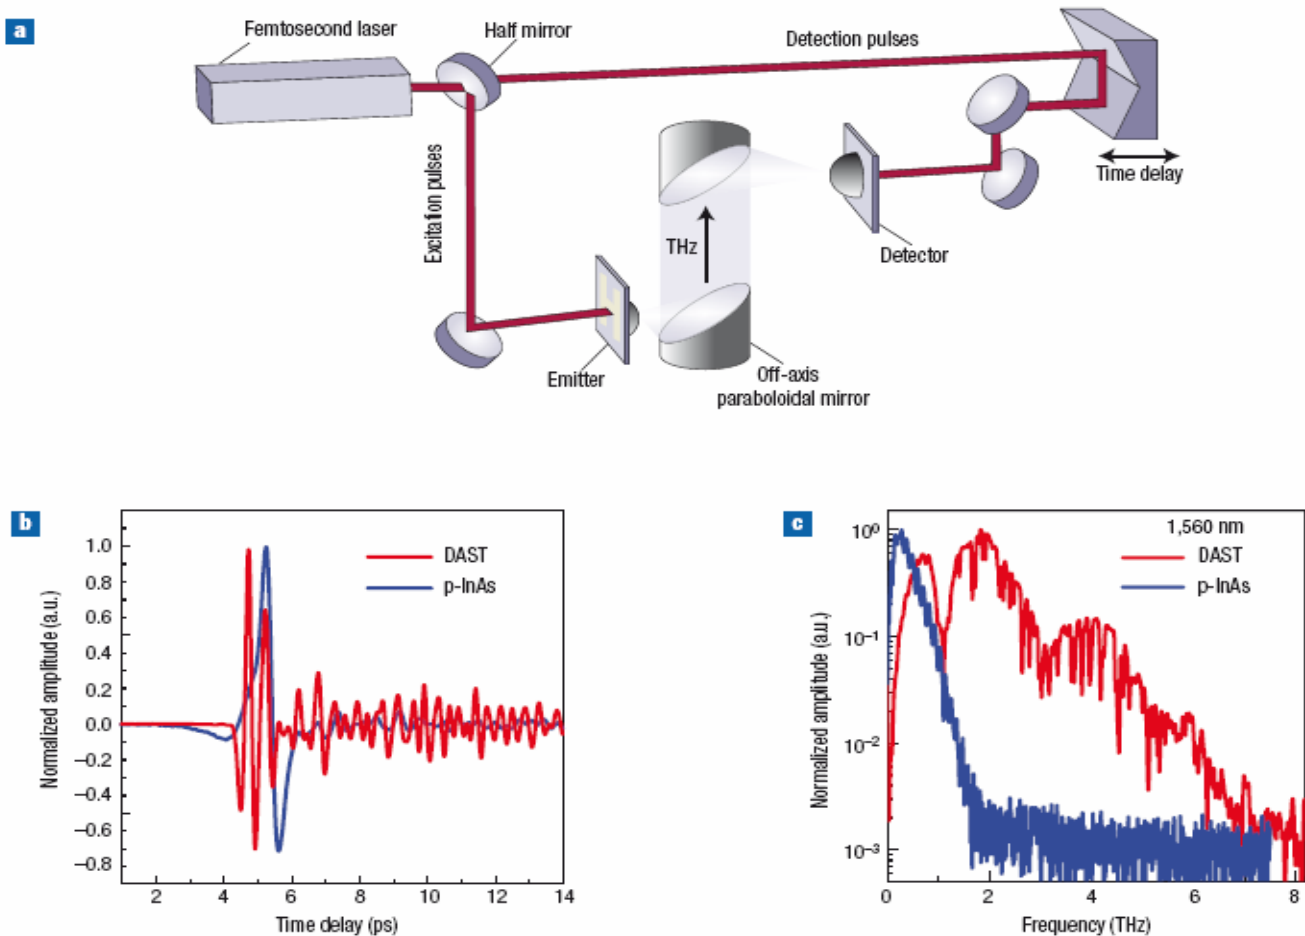 a
Femtosecond laser
Half mirror
Detection pulses
Excitation pulses
Time delay
THz
Detector
Emitter
Off-axis
paraboloidal mirror
b
Normalized amplitude (a.u.)
1.0
0.8
0.6
0.4
0.2
0.0
−0.2
−0.4
−0.6
−0.8
DAST
p-InAs
2 4 6 8 10 12 14
Time delay (ps)
c
Normalized amplitude (a.u.)
10⁰
10⁻¹
10⁻²
10⁻³
1,560 nm
DAST
p-InAs
0 2 4 6 8
Frequency (THz)